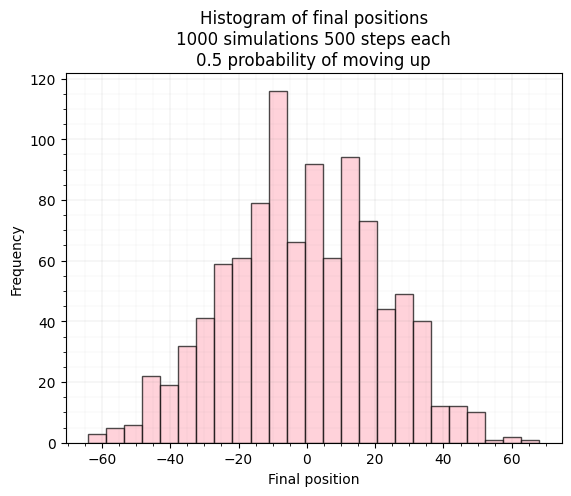 Histogram of final positions
1000 simulations 500 steps each
0.5 probability of moving up
120
100
80
60
40
20
0
Frequency
−60 −40 −20 0 20 40 60
Final position